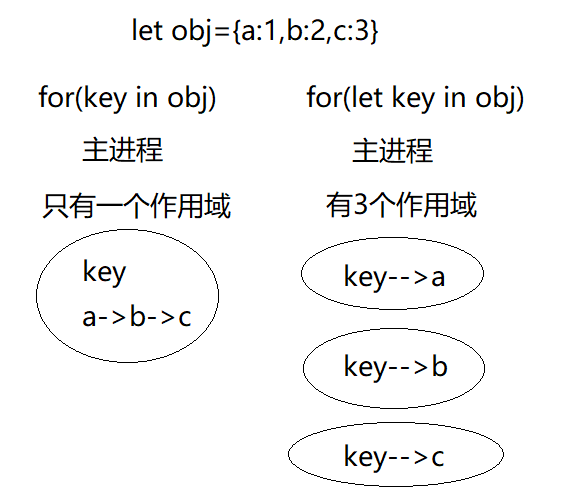 let obj={a:1,b:2,c:3}
for(key in obj)
主进程
只有一个作用域
key
a->b->c
for(let key in obj)
主进程
有3个作用域
key-->a
key-->b
key-->c